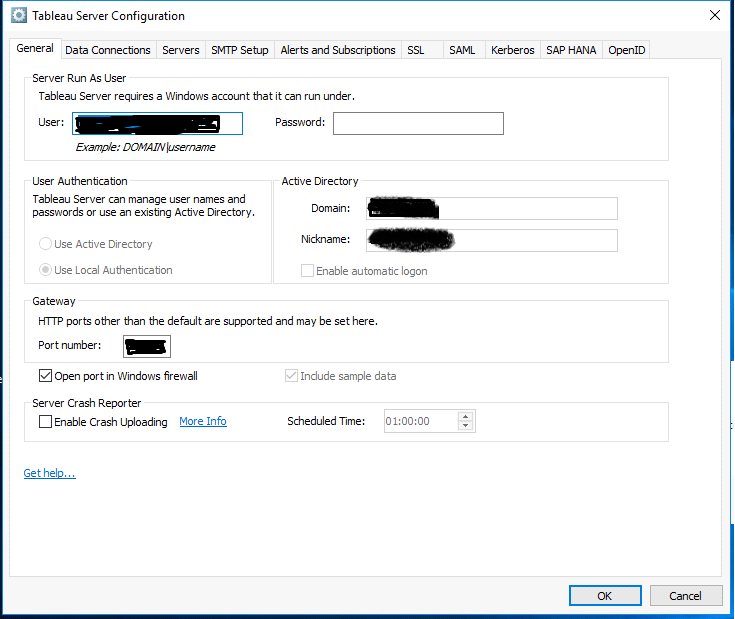 Tableau Server Configuration
General Data Connections Servers SMTP Setup Alerts and Subscriptions SSL SAML Kerberos SAP HANA OpenID
Server Run As User
Tableau Server requires a Windows account that it can run under.
User: Password:
Example: DOMAIN\username
User Authentication
Tableau Server can manage user names and
passwords or use an existing Active Directory.
Use Active Directory
Use Local Authentication
Active Directory
Domain:
Nickname:
Enable automatic logon
Gateway
HTTP ports other than the default are supported and may be set here.
Port number:
Open port in Windows firewall Include sample data
Server Crash Reporter
Enable Crash Uploading More Info Scheduled Time: 01:00:00
Get help...
OK Cancel